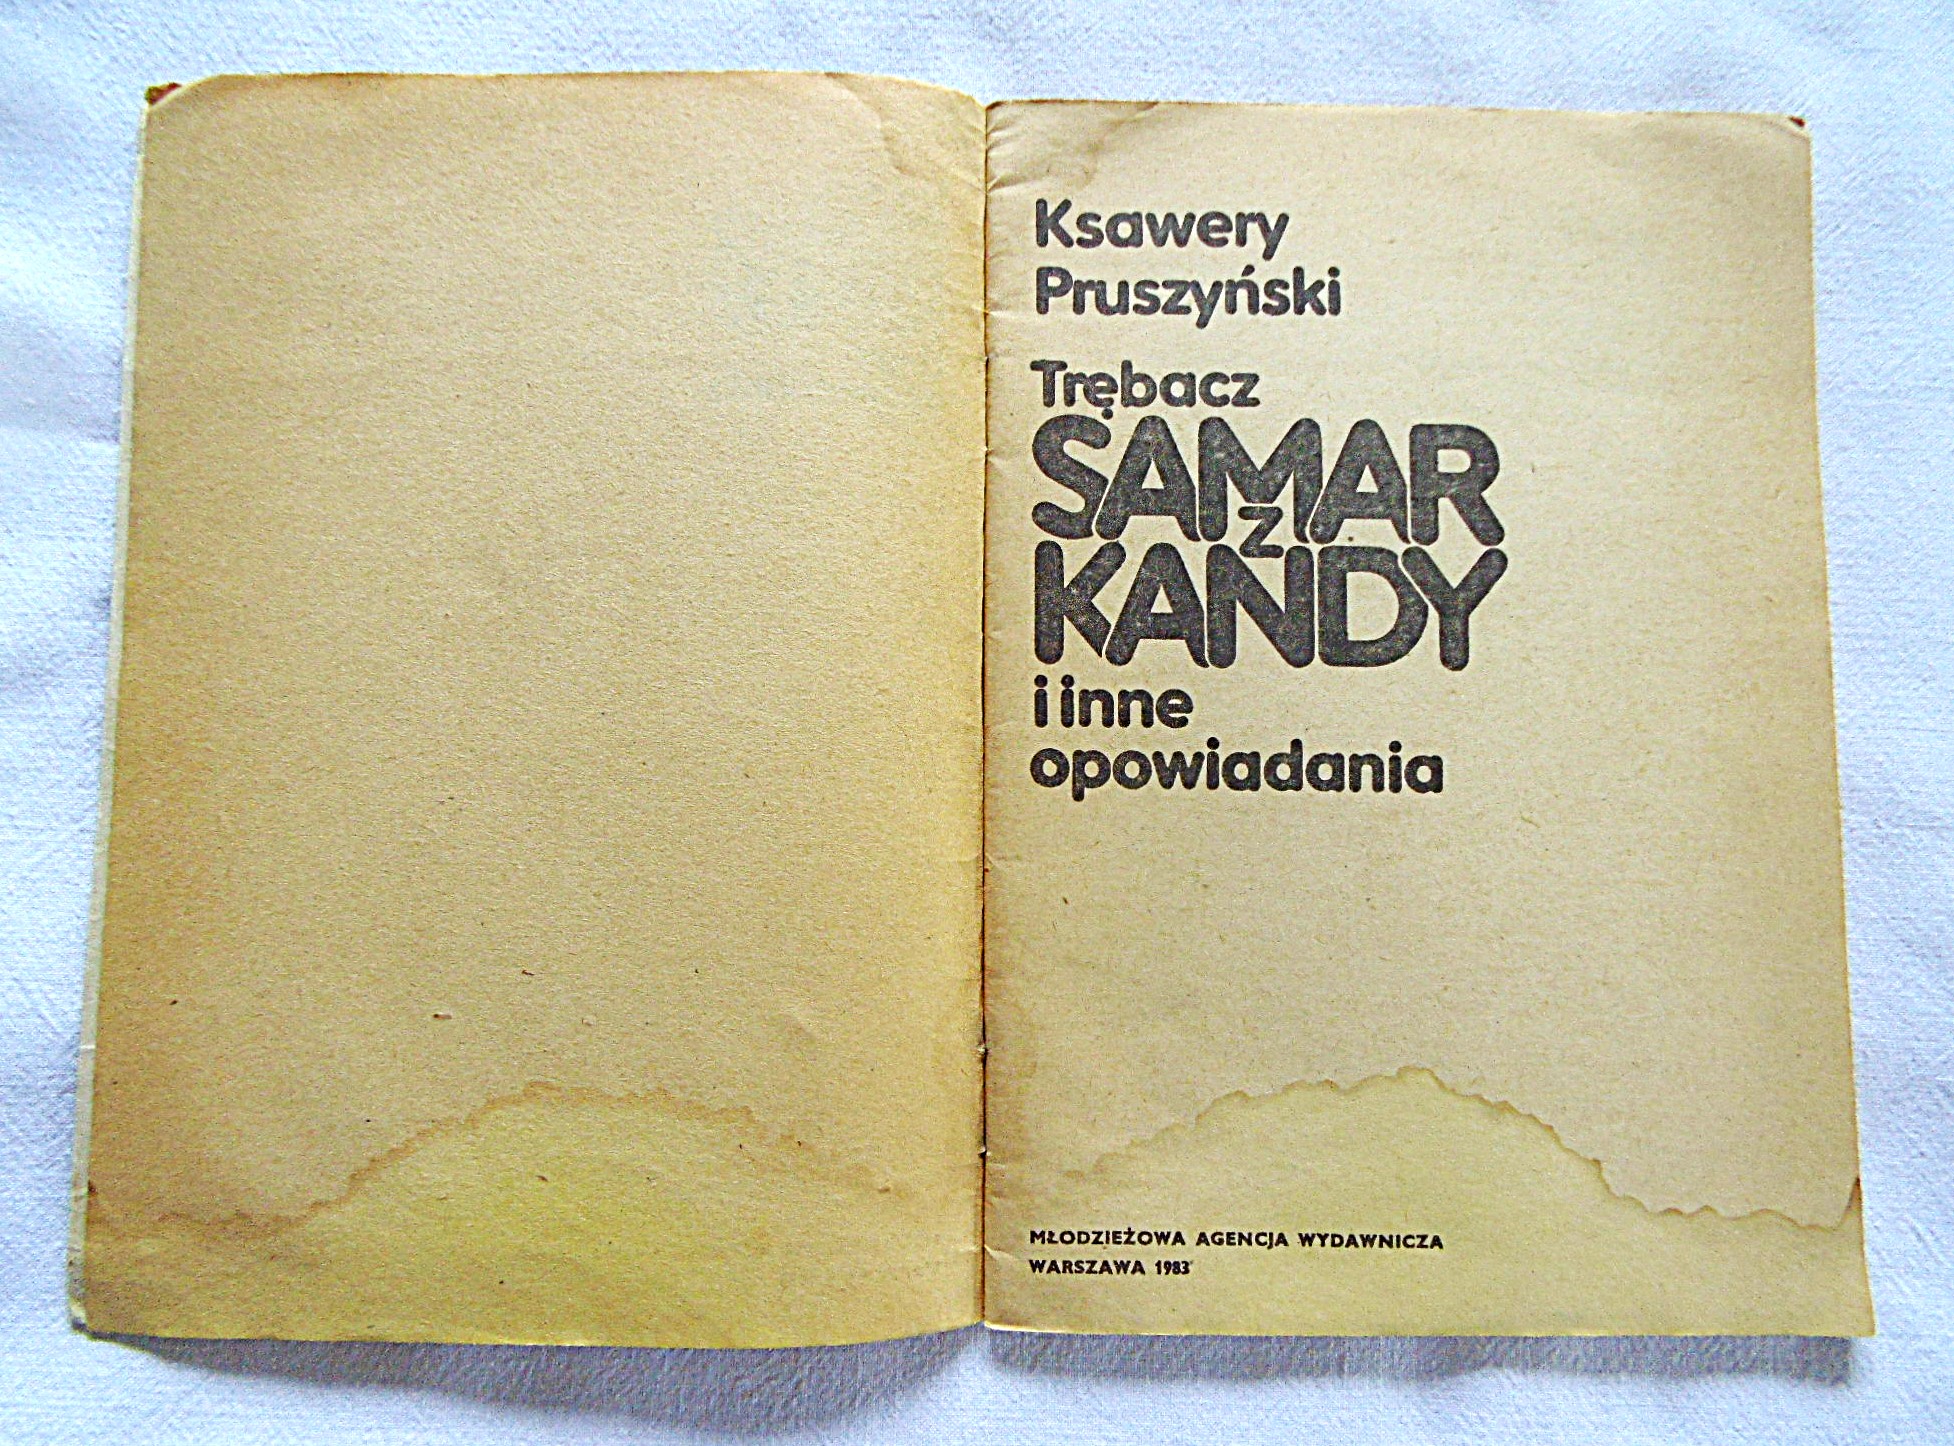 Ksawery
Pruszyński
Trębacz
SAMAR
z
KANDY
i inne
opowiadania
MŁODZIEŻOWA AGENCJA WYDAWNICZA
WARSZAWA 1983